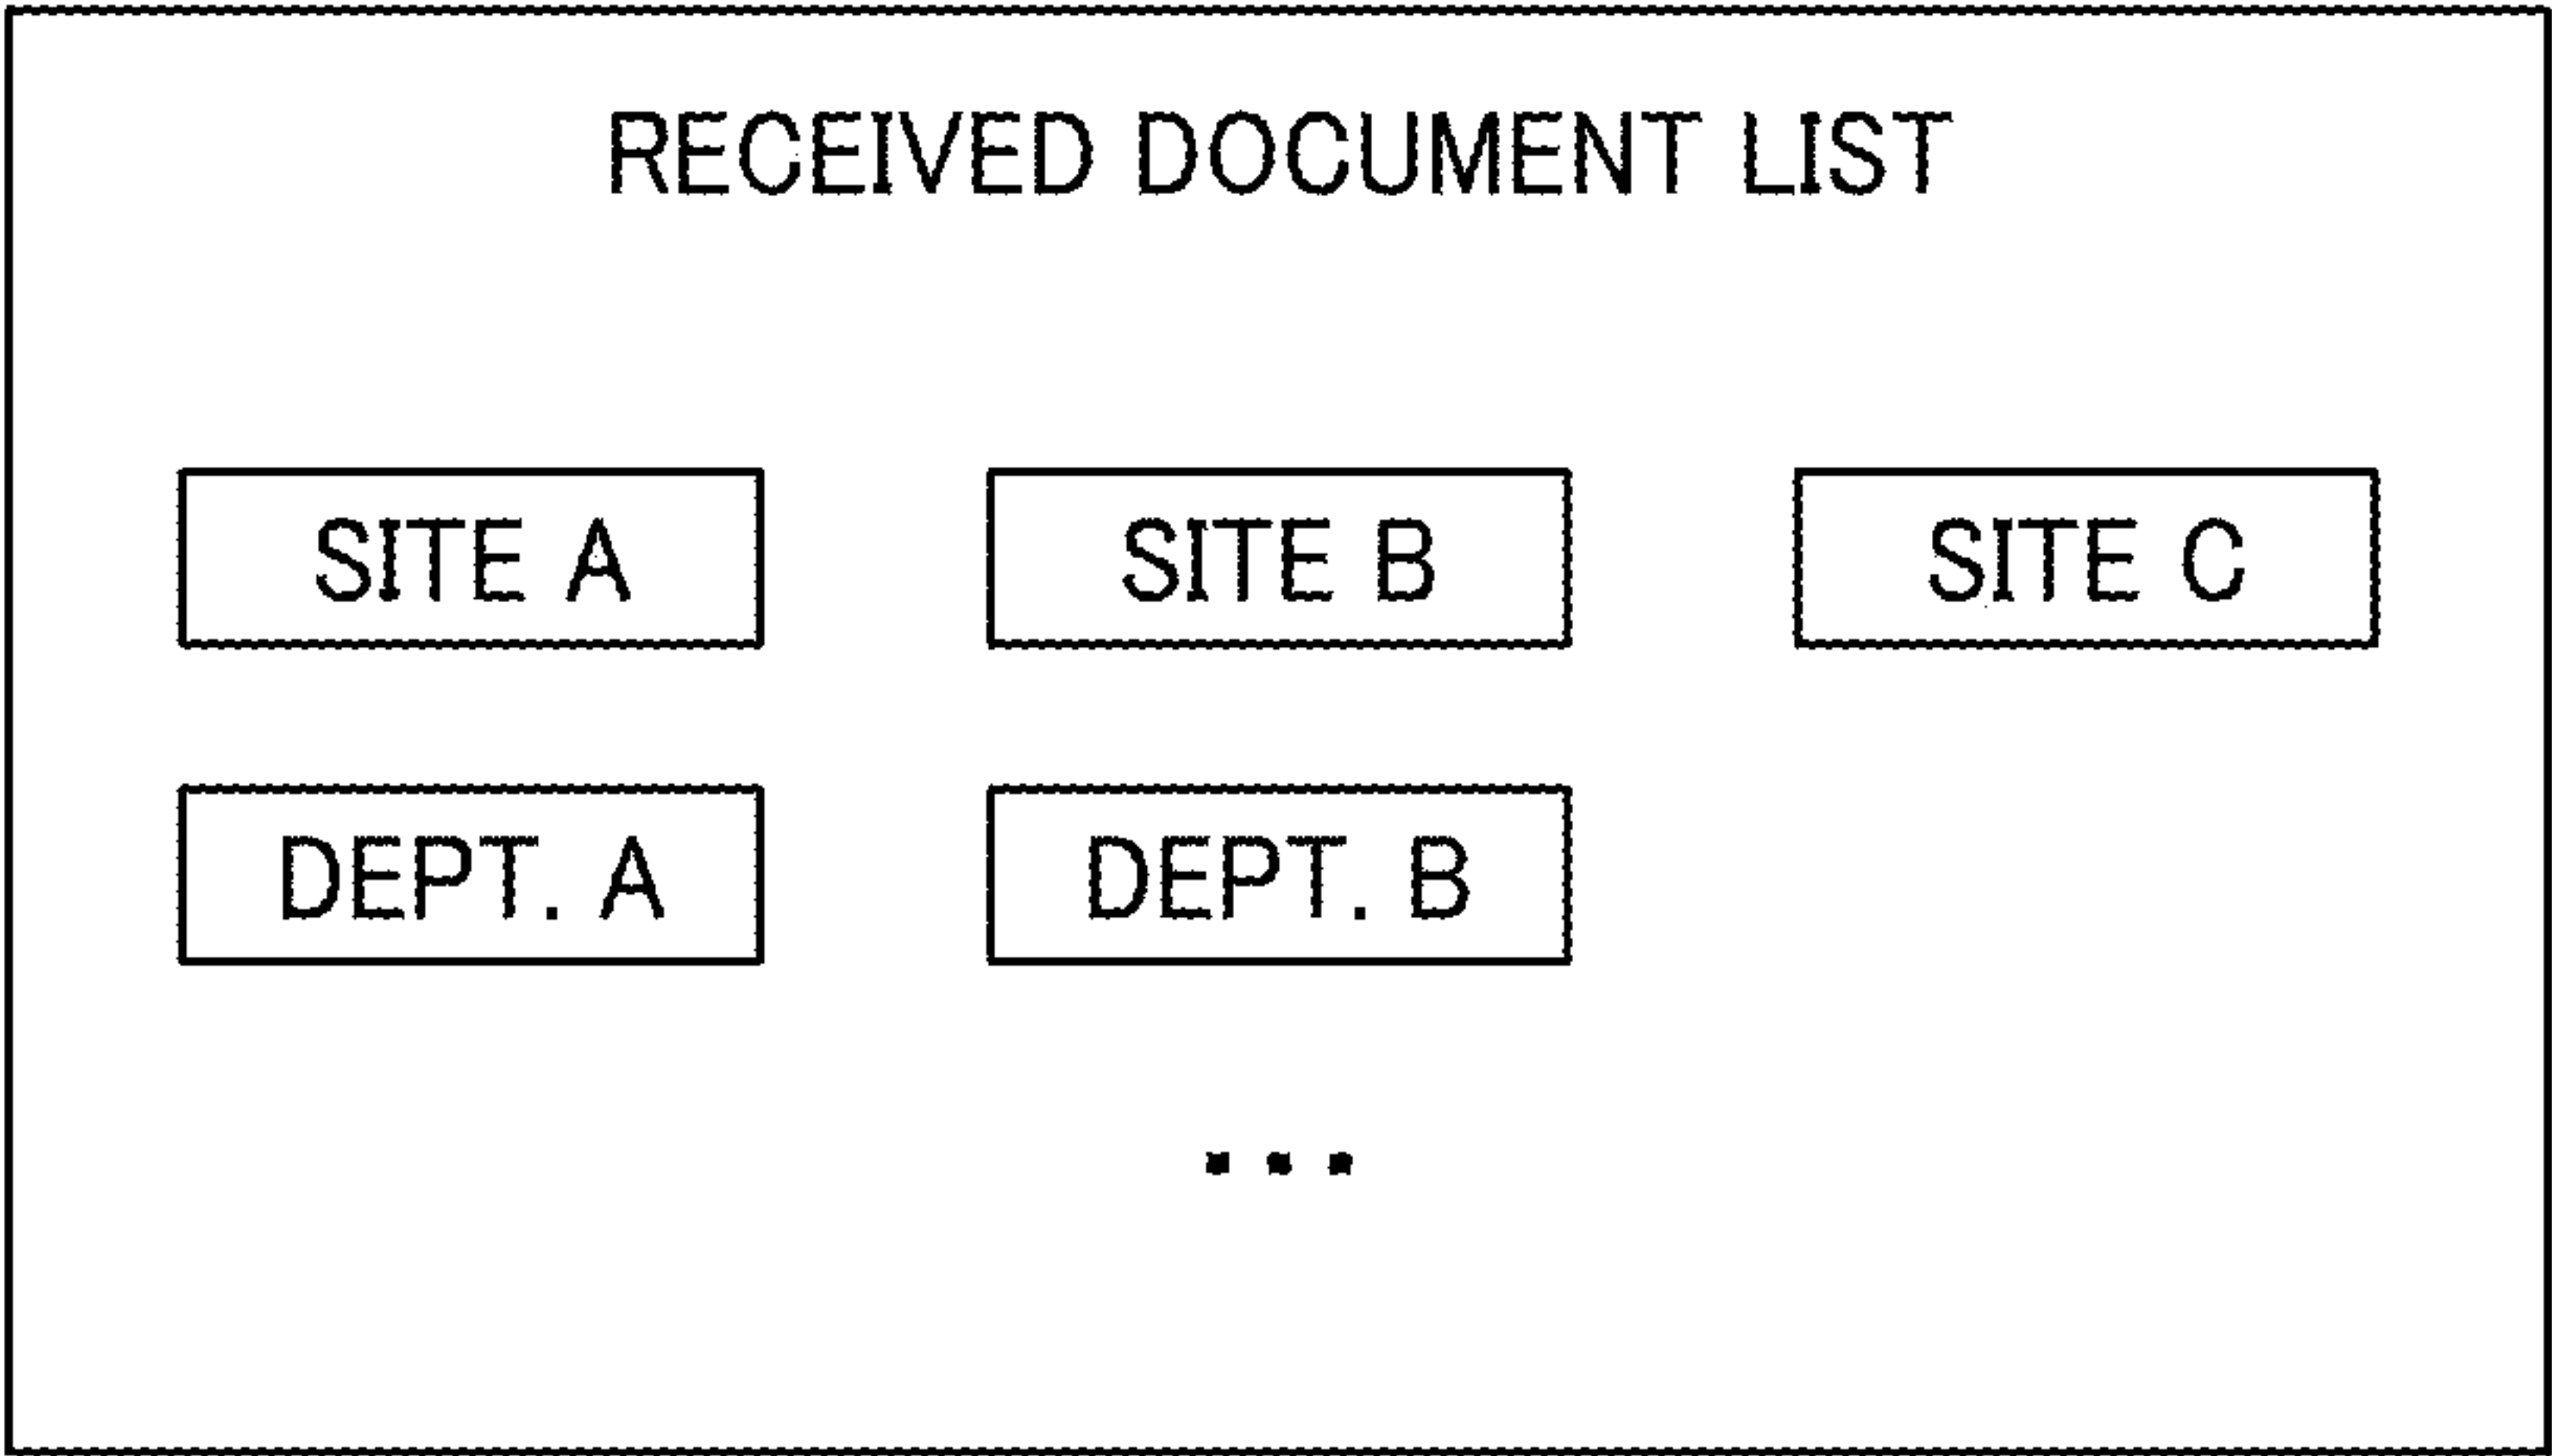 RECEIVED DOCUMENT LIST
SITE A SITE B SITE C
DEPT. A DEPT. B
...